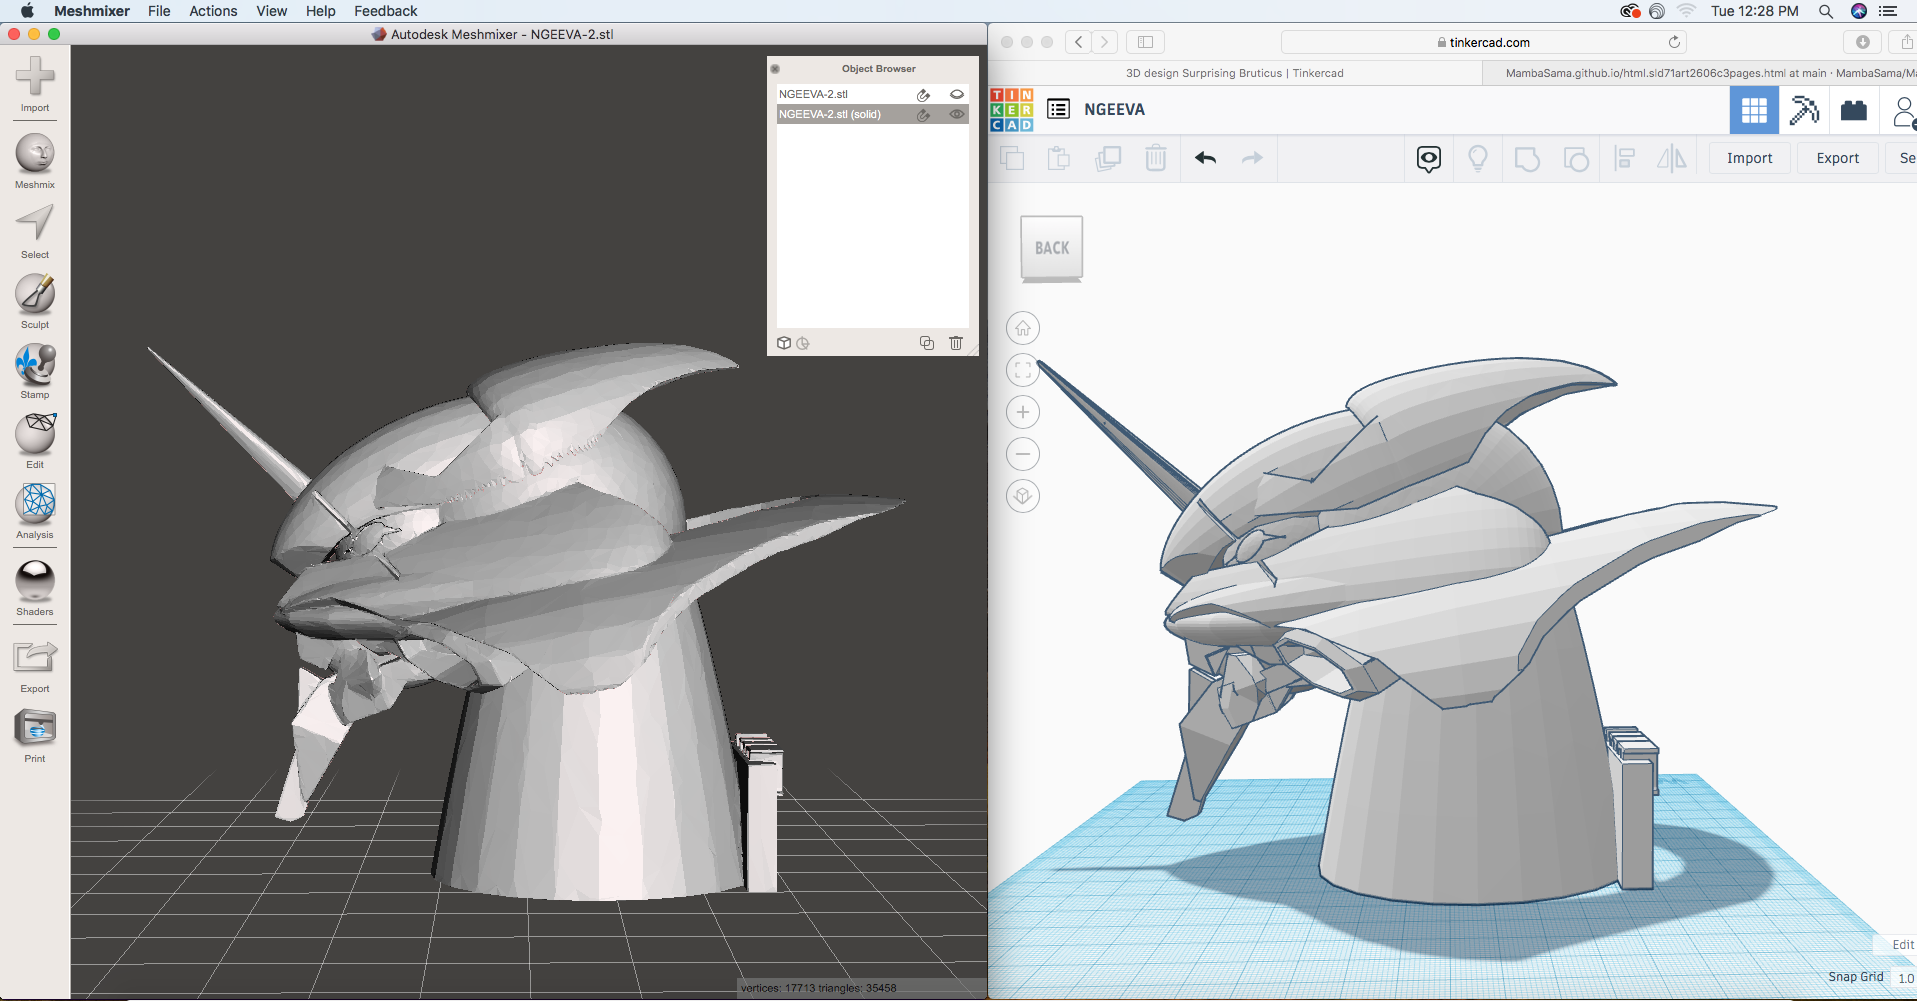 Meshmixer File Actions View Help Feedback
Tue 12:28 PM
Autodesk Meshmixer - NGEEVA-2.stl
Import
Meshmix
Select
Sculpt
Stamp
Edit
Analysis
Shaders
Export
Print
Object Browser
NGEEVA-2.stl
NGEEVA-2.stl (solid)
vertices: 17713 triangles: 35458
tinkercad.com
3D design Surprising Bruticus | Tinkercad
MambaSama.github.io/html.sld71art2606c3pages.html at main · MambaSama/Ma
TIN
KER
CAD
NGEEVA
Import
Export
Se
BACK
Edit
Snap Grid 1.0